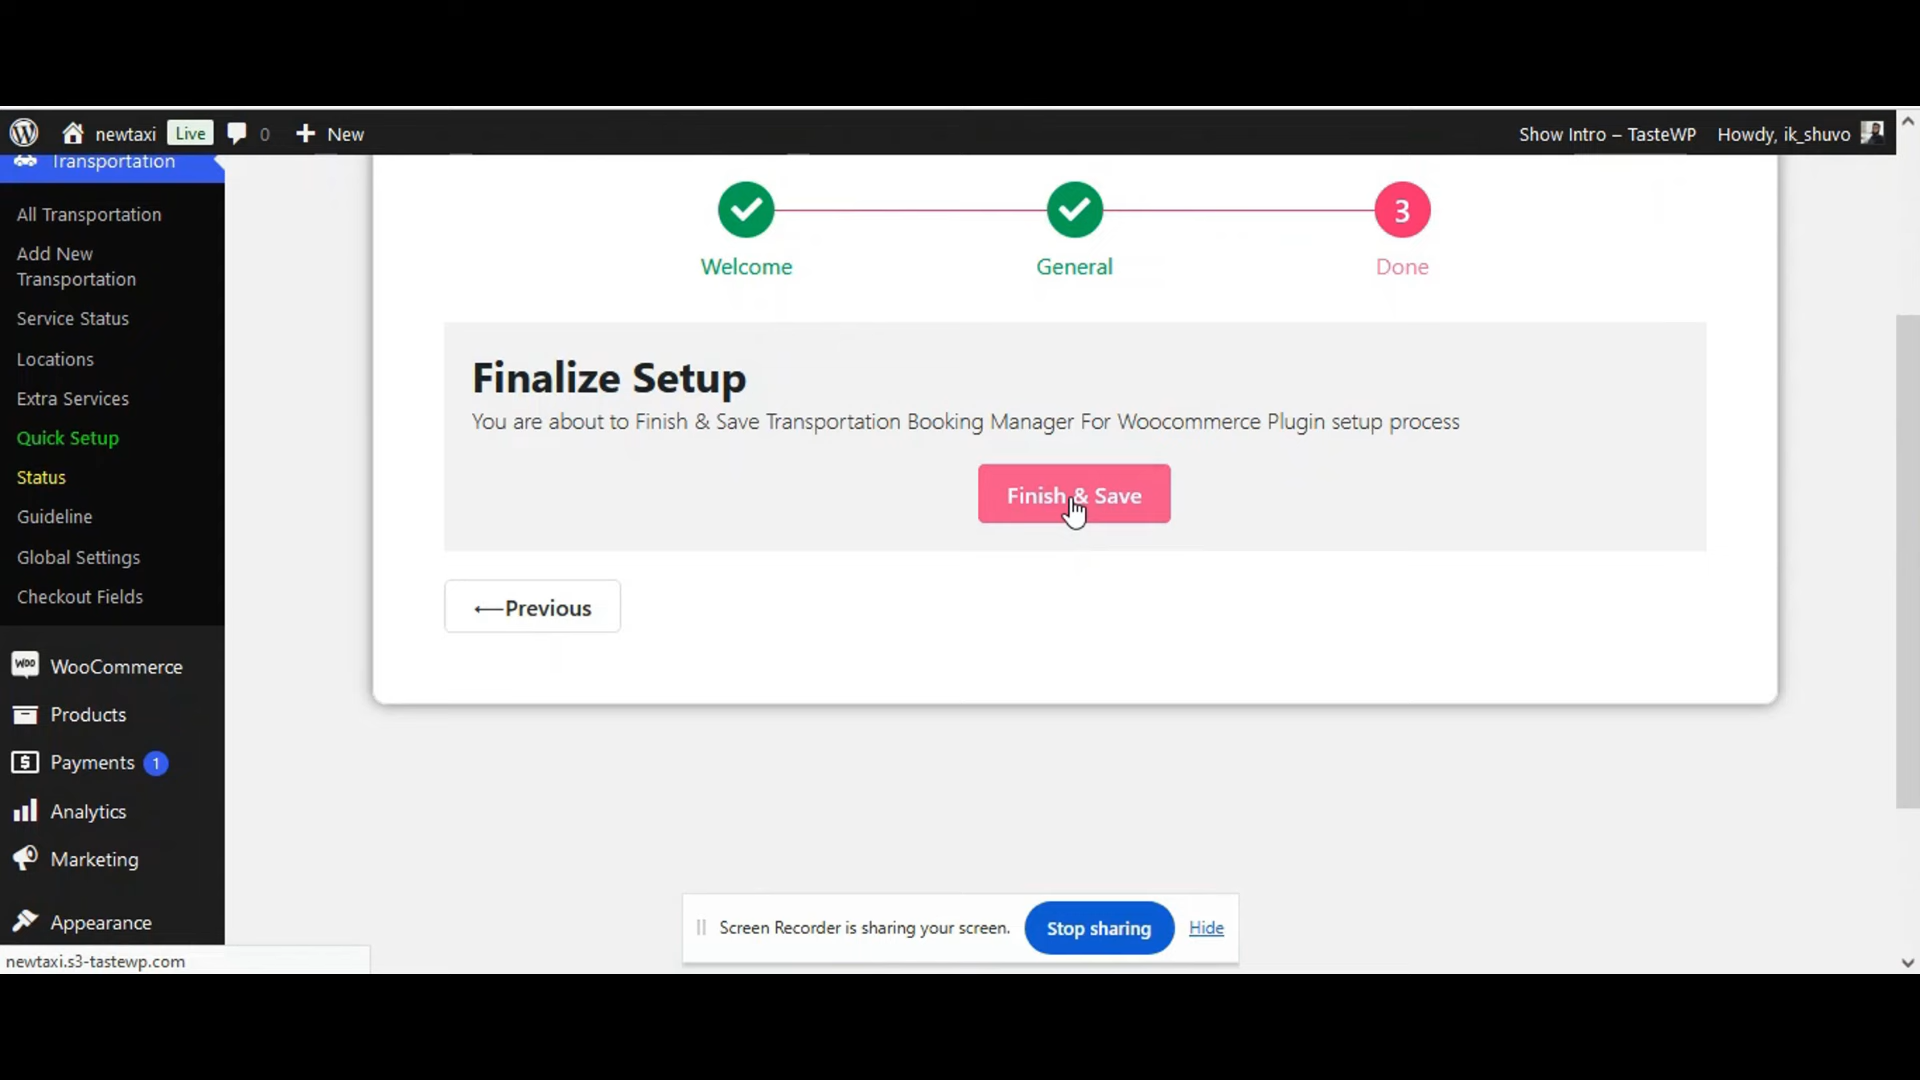 newtaxi Live 0 + New Show Intro – TasteWP Howdy, ik_shuvo
Transportation
All Transportation
Add New
Transportation
Service Status
Locations
Extra Services
Quick Setup
Status
Guideline
Global Settings
Checkout Fields
WOO WooCommerce
Products
Payments 1
Analytics
Marketing
Appearance
newtaxi.s3-tastewp.com
3
Welcome General Done
Finalize Setup
You are about to Finish & Save Transportation Booking Manager For Woocommerce Plugin setup process
Finish & Save
⟵Previous
Screen Recorder is sharing your screen. Stop sharing Hide